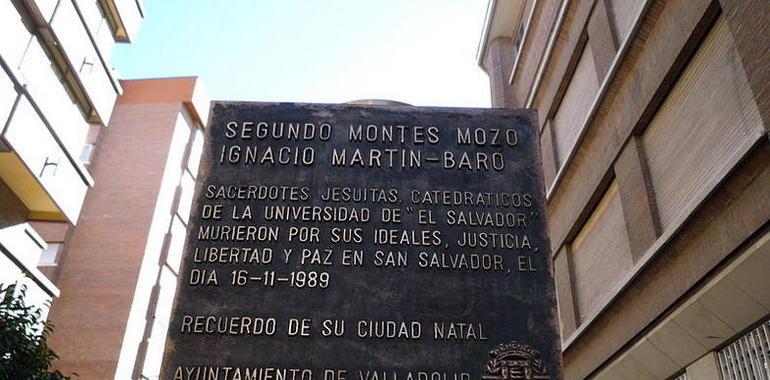 SEGUNDO MONTES MOZO
IGNACIO MARTIN-BARÓ
SACERDOTES JESUITAS, CATEDRATICOS
DE LA UNIVERSIDAD DE "EL SALVADOR"
MURIERON POR SUS IDEALES, JUSTICIA,
LIBERTAD Y PAZ EN SAN SALVADOR, EL
DIA 16-11-1989
RECUERDO DE SU CIUDAD NATAL
AYUNTAMIENTO DE VALLADOLID